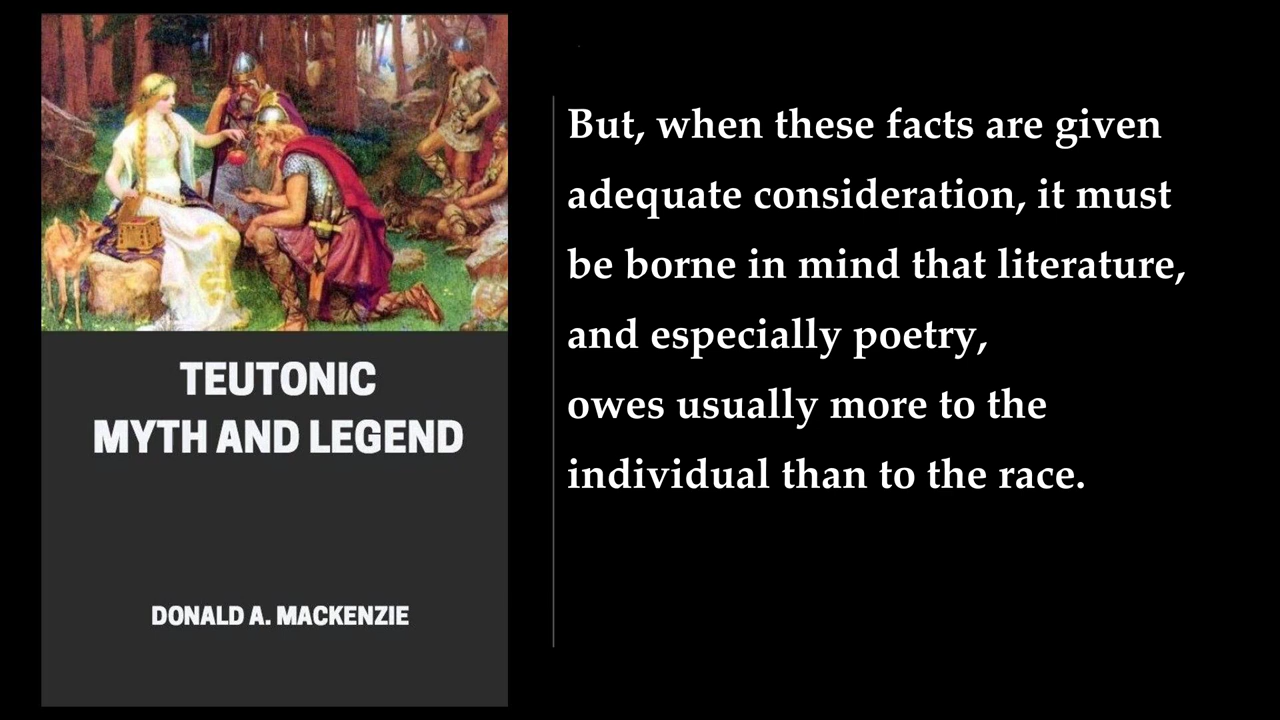 TEUTONIC
MYTH AND LEGEND
DONALD A. MACKENZIE
But, when these facts are given
adequate consideration, it must
be borne in mind that literature,
and especially poetry,
owes usually more to the
individual than to the race.